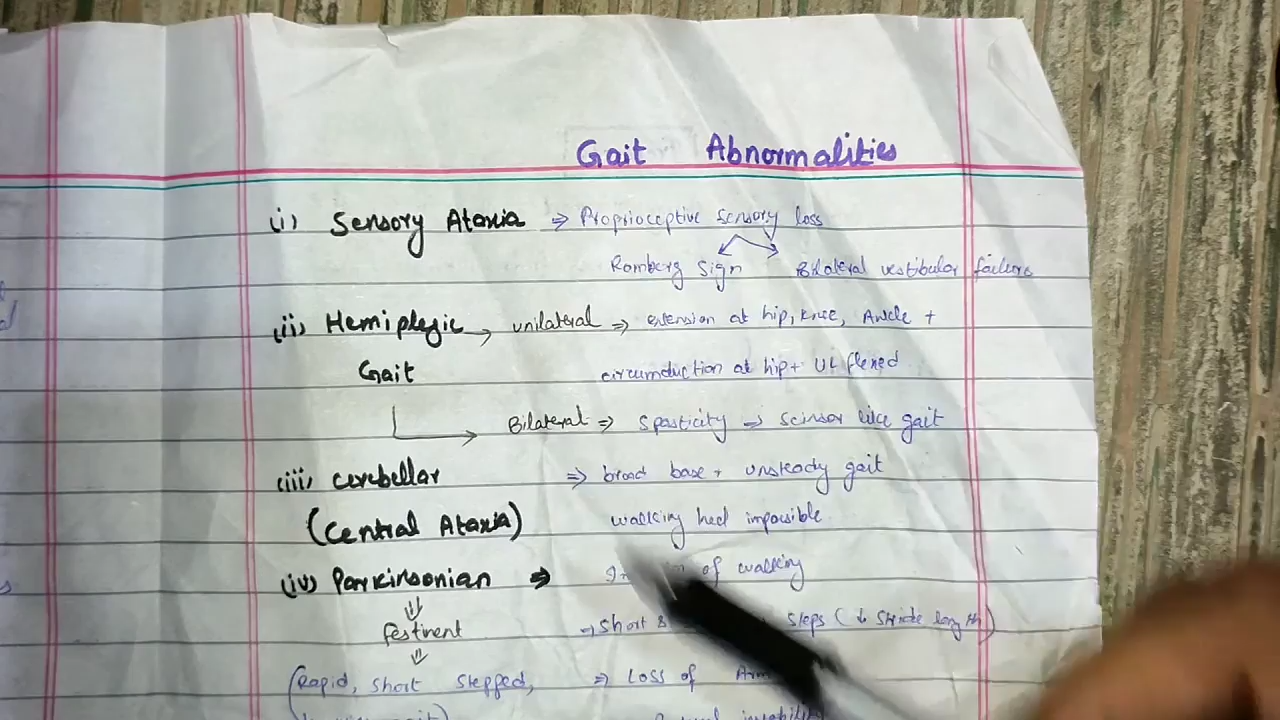 Gait Abnormalities
(i) Sensory Ataxia ⇒ Proprioceptive sensory loss
Romberg Sign Bilateral vestibular failure
(ii) Hemiplegic → unilateral ⇒ extension at hip, knee, Ankle +
Gait circumduction at hip + UL flexed
Bilateral ⇒ Spasticity → scissor like gait
(iii) cerebellar ⇒ broad base + unsteady gait
(Central Ataxia) walking heel impossible
(iv) Parkinsonian ⇒ of walking
⇓
festinent → Short & steps (↓ Stride length)
⇓
(Rapid, short stepped, ⇒ Loss of Arm